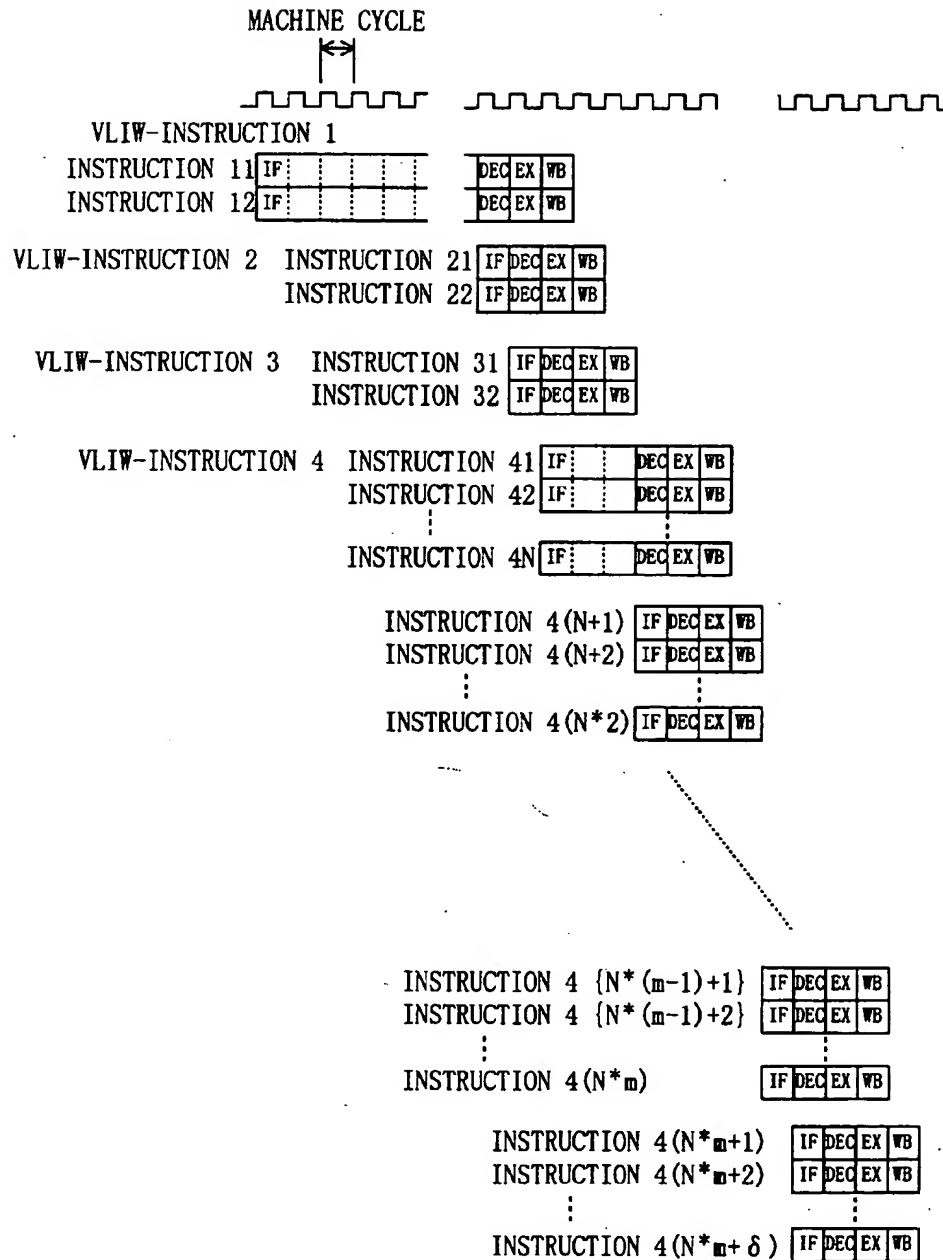 MACHINE CYCLE
VLIW-INSTRUCTION 1
INSTRUCTION 11 IF DEC EX WB
INSTRUCTION 12 IF DEC EX WB
VLIW-INSTRUCTION 2 INSTRUCTION 21 IF DEC EX WB
INSTRUCTION 22 IF DEC EX WB
VLIW-INSTRUCTION 3 INSTRUCTION 31 IF DEC EX WB
INSTRUCTION 32 IF DEC EX WB
VLIW-INSTRUCTION 4 INSTRUCTION 41 IF DEC EX WB
INSTRUCTION 42 IF DEC EX WB
INSTRUCTION 4N IF DEC EX WB
INSTRUCTION 4(N+1) IF DEC EX WB
INSTRUCTION 4(N+2) IF DEC EX WB
INSTRUCTION 4(N*2) IF DEC EX WB
INSTRUCTION 4 {N*(m-1)+1} IF DEC EX WB
INSTRUCTION 4 {N*(m-1)+2} IF DEC EX WB
INSTRUCTION 4(N*m) IF DEC EX WB
INSTRUCTION 4(N*m+1) IF DEC EX WB
INSTRUCTION 4(N*m+2) IF DEC EX WB
INSTRUCTION 4(N*m+δ) IF DEC EX WB